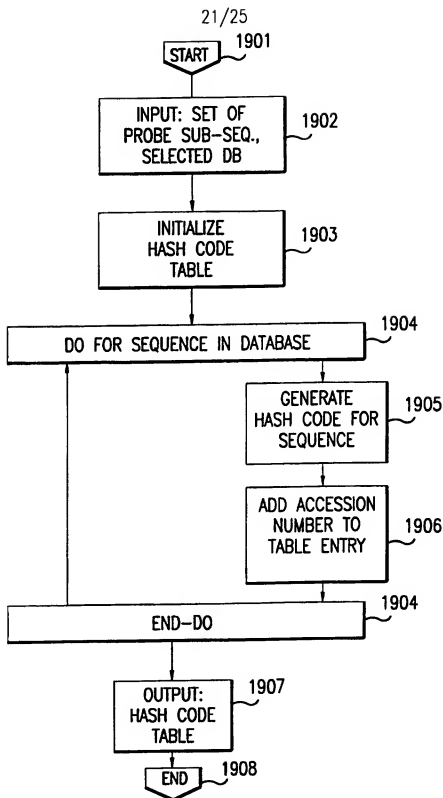 21/25
START
1901
INPUT: SET OF
PROBE SUB-SEQ.,
SELECTED DB
1902
INITIALIZE
HASH CODE
TABLE
1903
1904
DO FOR SEQUENCE IN DATABASE
GENERATE
HASH CODE FOR
SEQUENCE
1905
ADD ACCESSION
NUMBER TO
TABLE ENTRY
1906
END-DO
1904
OUTPUT:
HASH CODE
TABLE
1907
END
1908